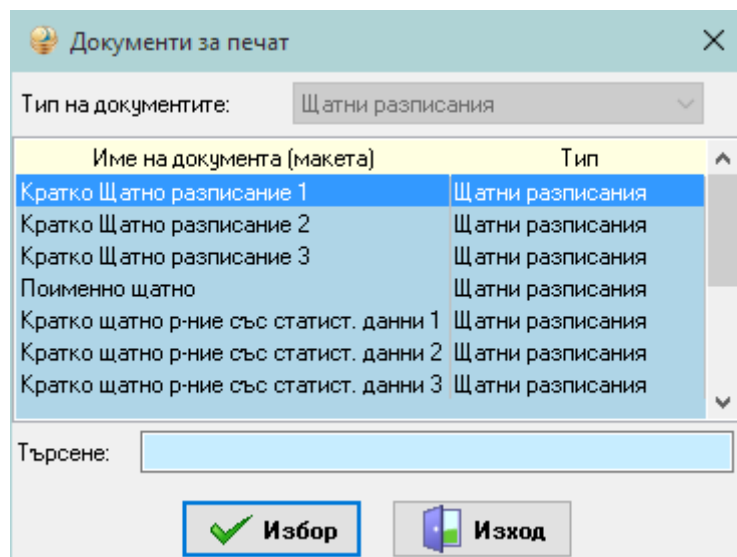 Документи за печат
Тип на документите: Щатни разписания
Име на документа (макета) Тип
Кратко Щатно разписание 1 Щатни разписания
Кратко Щатно разписание 2 Щатни разписания
Кратко Щатно разписание 3 Щатни разписания
Поименно щатно Щатни разписания
Кратко щатно р-ние със статист. данни 1 Щатни разписания
Кратко щатно р-ние със статист. данни 2 Щатни разписания
Кратко щатно р-ние със статист. данни 3 Щатни разписания
Търсене:
Избор Изход